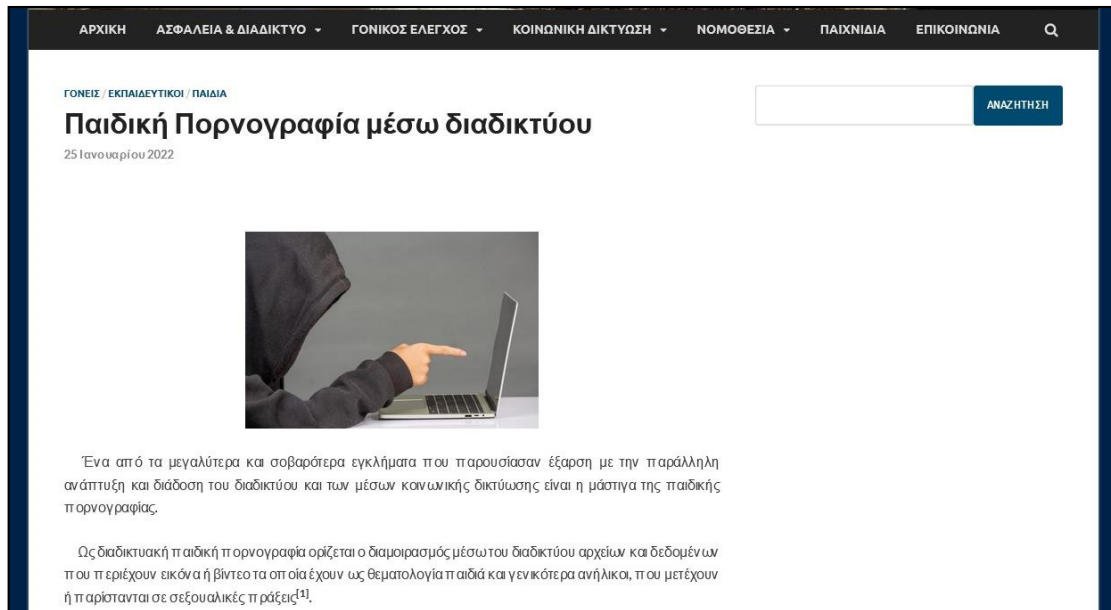 ΑΡΧΙΚΗ ΑΣΦΑΛΕΙΑ & ΔΙΑΔΙΚΤΥΟ ΓΟΝΙΚΟΣ ΕΛΕΓΧΟΣ ΚΟΙΝΩΝΙΚΗ ΔΙΚΤΥΩΣΗ ΝΟΜΟΘΕΣΙΑ ΠΑΙΧΝΙΔΙΑ ΕΠΙΚΟΙΝΩΝΙΑ
ΓΟΝΕΙΣ / ΕΚΠΑΙΔΕΥΤΙΚΟΙ / ΠΑΙΔΙΑ
Παιδική Πορνογραφία μέσω διαδικτύου
25 Ιανουαρίου 2022
ΑΝΑΖΗΤΗΣΗ
Ένα από τα μεγαλύτερα και σοβαρότερα εγκλήματα που παρουσίασαν έξαρση με την παράλληλη
ανάπτυξη και διάδοση του διαδικτύου και των μέσων κοινωνικής δικτύωσης είναι η μάστιγα της παιδικής
πορνογραφίας.
Ως διαδικτυακή παιδική πορνογραφία ορίζεται ο διαμοιρασμός μέσω του διαδικτύου αρχείων και δεδομένων
που περιέχουν εικόνα ή βίντεο τα οποία έχουν ως θεματολογία παιδιά και γενικότερα ανήλικοι, που μετέχουν
ή παρίστανται σε σεξουαλικές πράξεις[1].